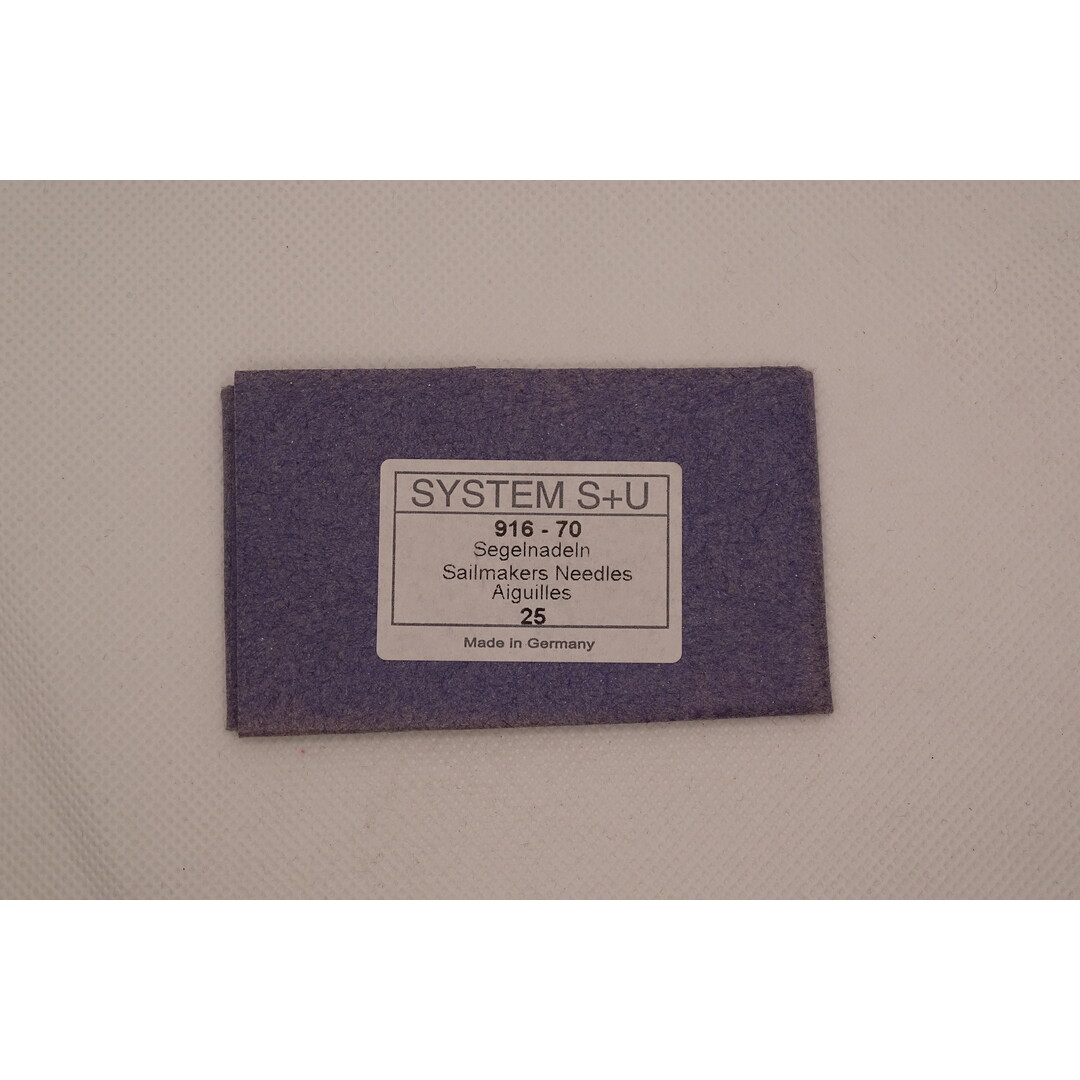 SYSTEM S+U
916 - 70
Segelnadeln
Sailmakers Needles
Aiguilles
25
Made in Germany